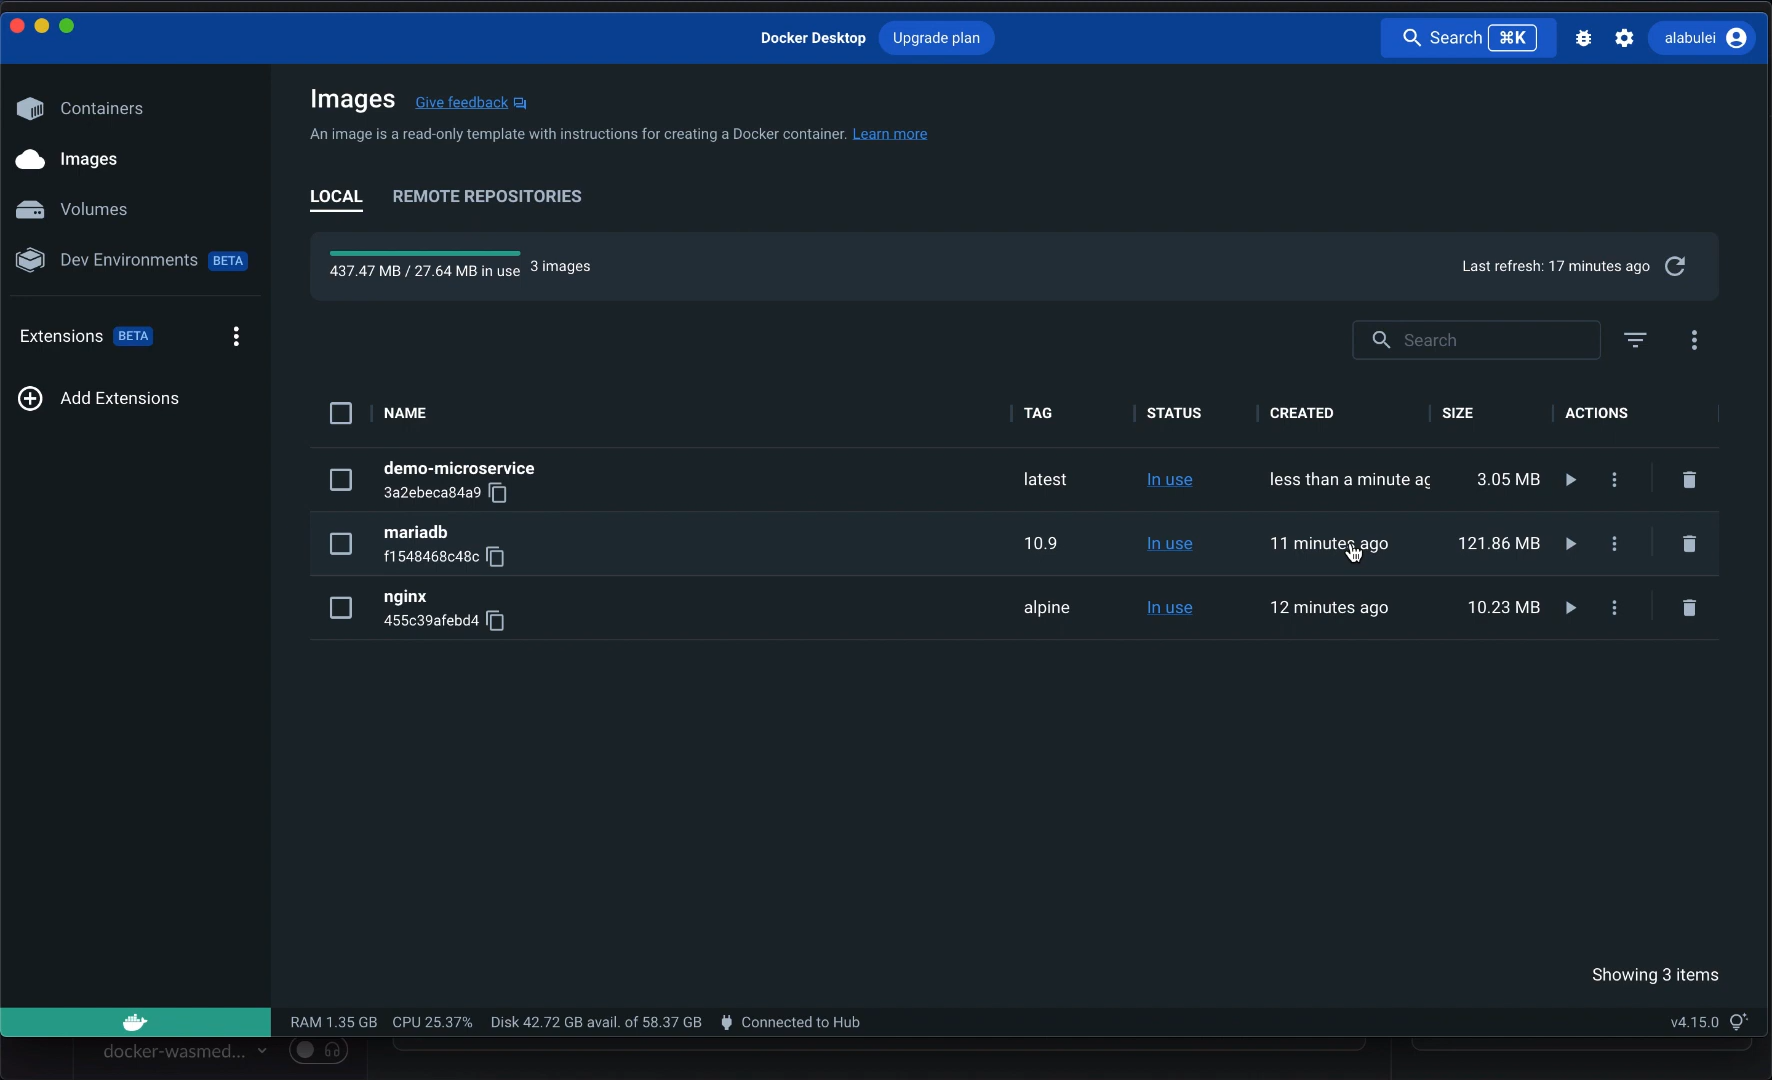 Docker Desktop
Upgrade plan
Search ⌘K
alabulei
Containers
Images
Volumes
Dev Environments BETA
Extensions BETA
Add Extensions
Images Give feedback
An image is a read-only template with instructions for creating a Docker container. Learn more
LOCAL REMOTE REPOSITORIES
437.47 MB / 27.64 MB in use 3 images
Last refresh: 17 minutes ago
Search
NAME TAG STATUS CREATED SIZE ACTIONS
demo-microservice
3a2ebeca84a9
latest In use less than a minute ag 3.05 MB
mariadb
f1548468c48c
10.9 In use 11 minutes ago 121.86 MB
nginx
455c39afebd4
alpine In use 12 minutes ago 10.23 MB
Showing 3 items
RAM 1.35 GB CPU 25.37% Disk 42.72 GB avail. of 58.37 GB Connected to Hub
v4.15.0
docker-wasmed...